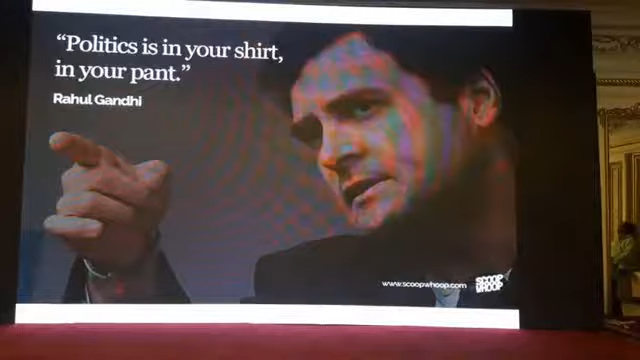 “Politics is in your shirt,
in your pant.”
Rahul Gandhi
www.scoopwhoop.com
SCOOP
WHOOP